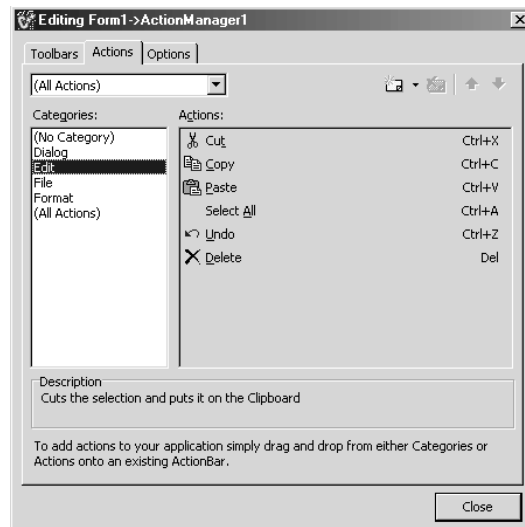 Editing Form1->ActionManager1
Toolbars Actions Options
(All Actions)
Categories:
(No Category)
Dialog
Edit
File
Format
(All Actions)
Actions:
Cut Ctrl+X
Copy Ctrl+C
Paste Ctrl+V
Select All Ctrl+A
Undo Ctrl+Z
Delete Del
Description
Cuts the selection and puts it on the Clipboard
To add actions to your application simply drag and drop from either Categories or
Actions onto an existing ActionBar.
Close